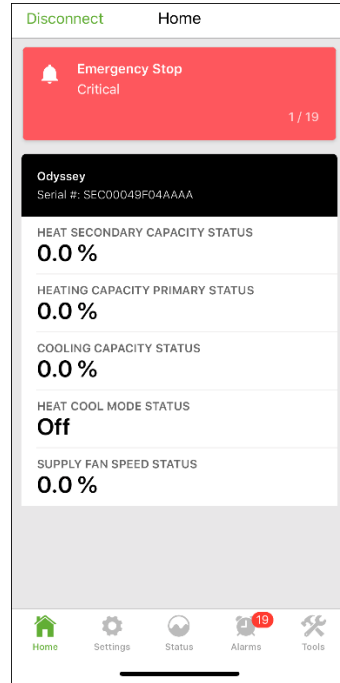 Disconnect Home
Emergency Stop
Critical
1 / 19
Odyssey
Serial #: SEC00049F04AAAA
HEAT SECONDARY CAPACITY STATUS
0.0 %
HEATING CAPACITY PRIMARY STATUS
0.0 %
COOLING CAPACITY STATUS
0.0 %
HEAT COOL MODE STATUS
Off
SUPPLY FAN SPEED STATUS
0.0 %
19
Home Settings Status Alarms Tools